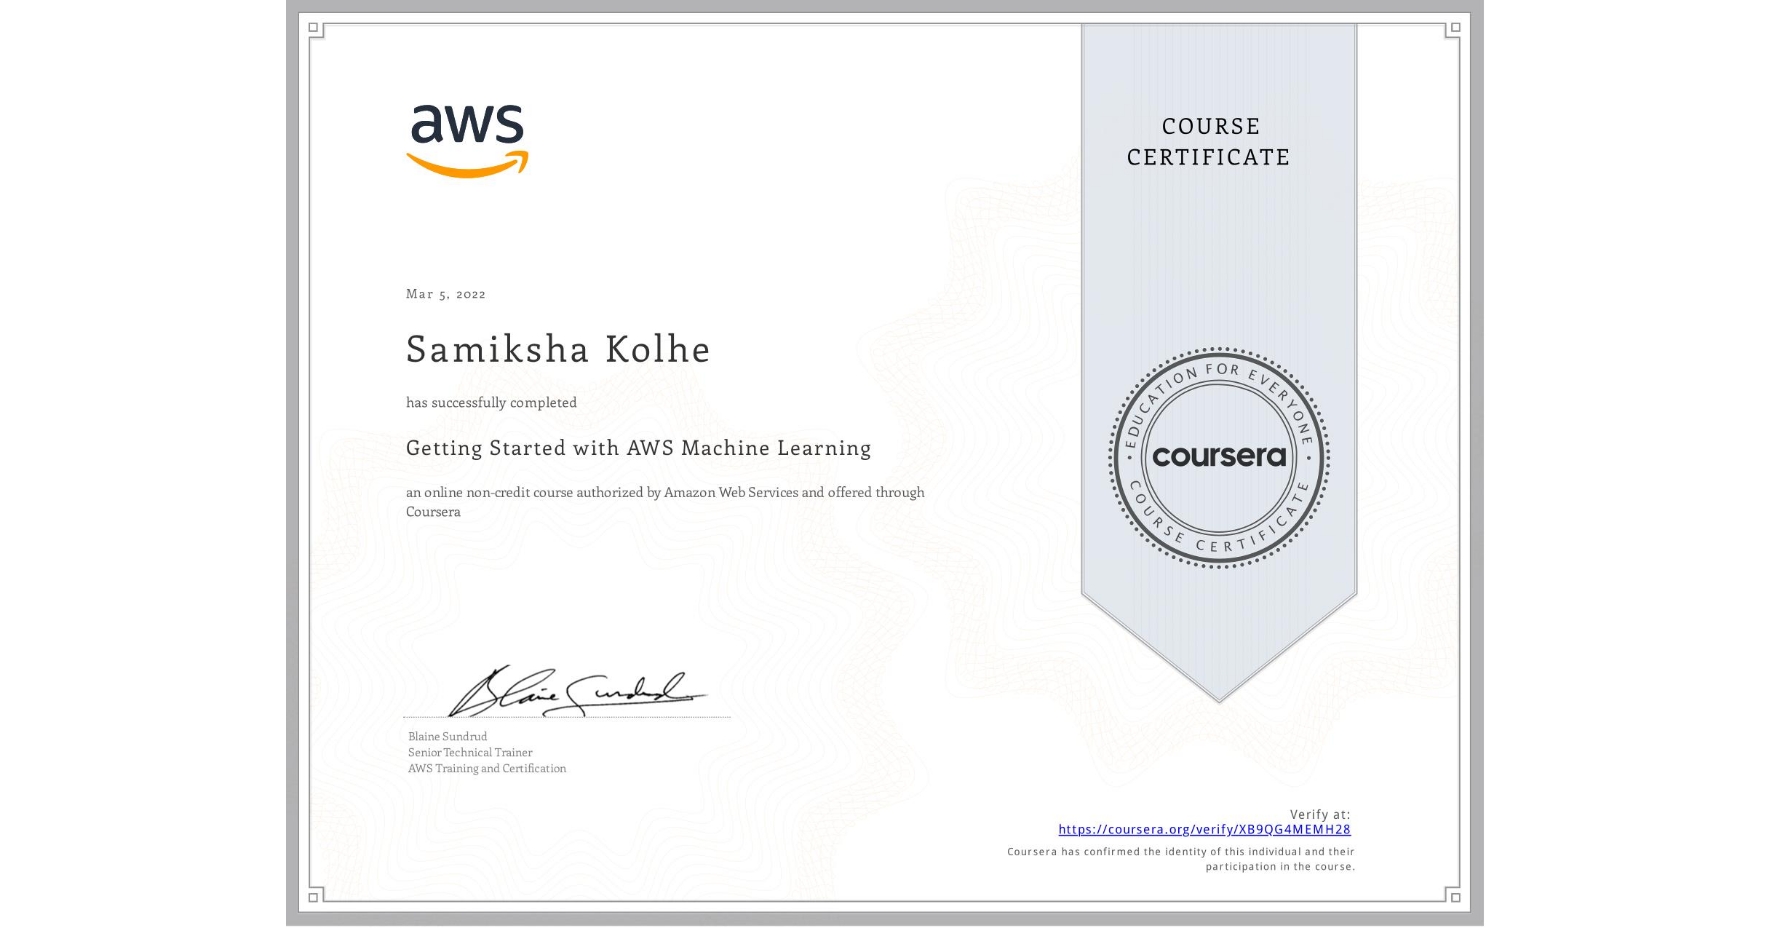 aws
COURSE
CERTIFICATE
Mar 5, 2022
Samiksha Kolhe
has successfully completed
Getting Started with AWS Machine Learning
an online non-credit course authorized by Amazon Web Services and offered through
Coursera
EDUCATION FOR EVERYONE
coursera
COURSE CERTIFICATE
Blaine Sundrud
Blaine Sundrud
Senior Technical Trainer
AWS Training and Certification
Verify at:
https://coursera.org/verify/XB9QG4MEMH28
Coursera has confirmed the identity of this individual and their
participation in the course.